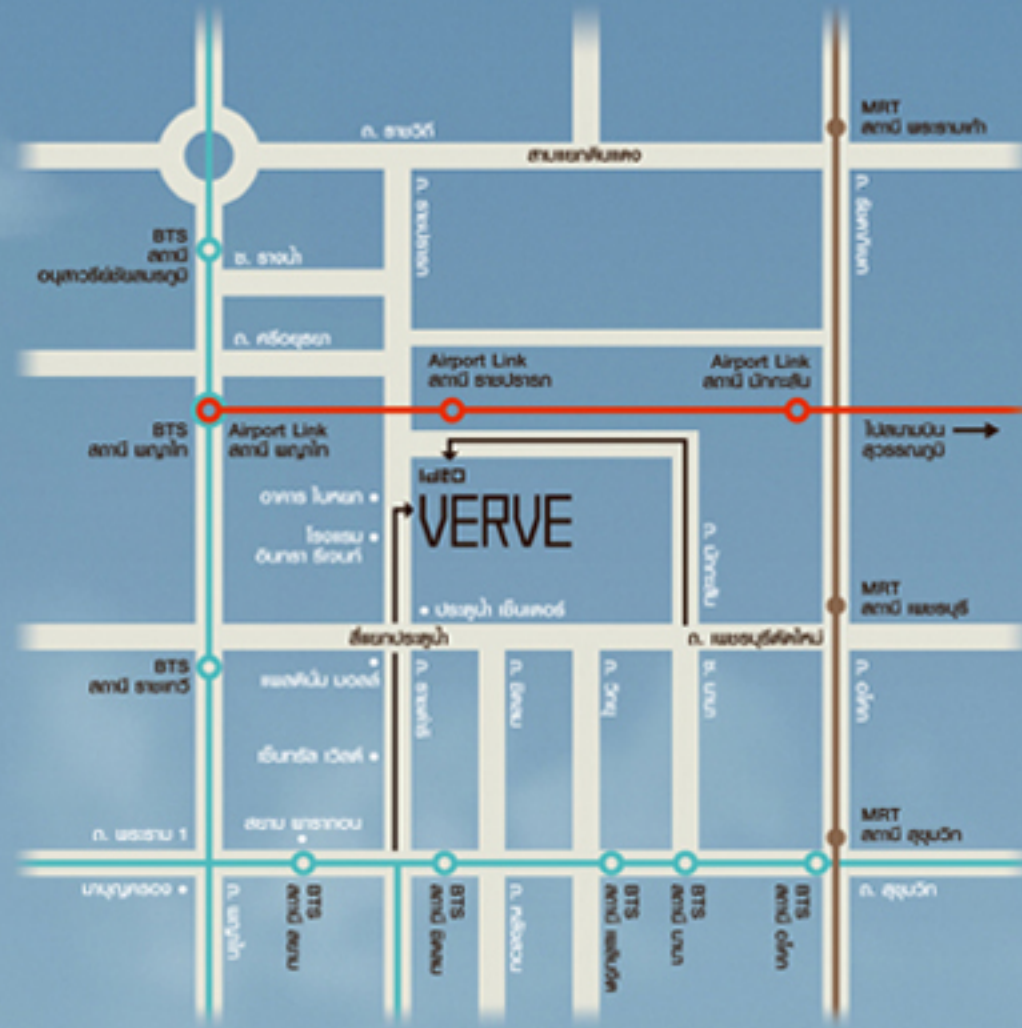 MRT
สถานี พระรามเก้า
ถ. ราชวิถี
สามแยกดินแดง
ถ. ราชปรารภ
ถ. รัชดาภิเษก
BTS
สถานี
อนุสาวรีย์ชัยสมรภูมิ
ซ. รางน้ำ
ถ. ศรีอยุธยา
Airport Link
สถานี ราชปรารภ
Airport Link
สถานี มักกะสัน
BTS
สถานี พญาไท
Airport Link
สถานี พญาไท
ไปสนามบิน
สุวรรณภูมิ
VERVE
อาคาร ใบหยก
โรงแรม
อินทรา รีเจนท์
ถ. มักกะสัน
ประตูน้ำ เซ็นเตอร์
MRT
สถานี เพชรบุรี
สี่แยกประตูน้ำ
ถ. เพชรบุรีตัดใหม่
BTS
สถานี ราชเทวี
แพลตินั่ม มอลล์
ถ. ราชดำริ
ถ. ชิดลม
ถ. วิทยุ
ซ. นานา
ถ. อโศก
เซ็นทรัล เวิลด์
สยาม พารากอน
MRT
สถานี สุขุมวิท
ถ. พระราม 1
มาบุญครอง
ถ. พญาไท
BTS
สถานี สยาม
BTS
สถานี ชิดลม
ถ. หลังสวน
BTS
สถานี เพลินจิต
BTS
สถานี นานา
BTS
สถานี อโศก
ถ. สุขุมวิท